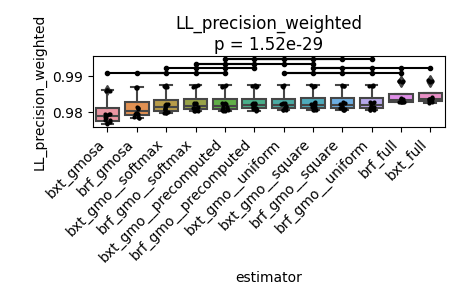 LL_precision_weighted
p = 1.52e-29
LL_precision_weighted
0.99
0.98
bxt_gmosa
brf_gmosa
bxt_gmo__softmax
brf_gmo__softmax
bxt_gmo__precomputed
brf_gmo__precomputed
bxt_gmo__uniform
bxt_gmo__square
brf_gmo__square
brf_gmo__uniform
brf_full
bxt_full
estimator